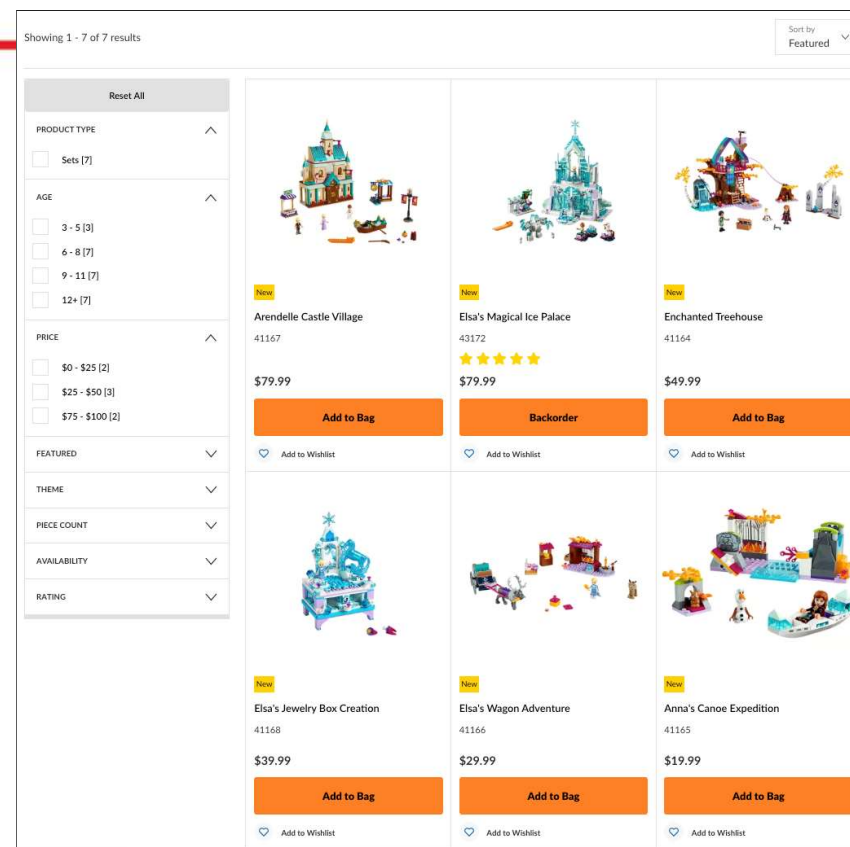 Showing 1 - 7 of 7 results
Sort by
Featured
Reset All
PRODUCT TYPE
Sets [7]
AGE
3 - 5 [3]
6 - 8 [7]
9 - 11 [7]
12+ [7]
PRICE
$0 - $25 [2]
$25 - $50 [3]
$75 - $100 [2]
FEATURED
THEME
PIECE COUNT
AVAILABILITY
RATING
New
Arendelle Castle Village
41167
$79.99
Add to Bag
Add to Wishlist
New
Elsa's Magical Ice Palace
43172
$79.99
Backorder
Add to Wishlist
New
Enchanted Treehouse
41164
$49.99
Add to Bag
Add to Wishlist
New
Elsa's Jewelry Box Creation
41168
$39.99
Add to Bag
Add to Wishlist
New
Elsa's Wagon Adventure
41166
$29.99
Add to Bag
Add to Wishlist
New
Anna's Canoe Expedition
41165
$19.99
Add to Bag
Add to Wishlist